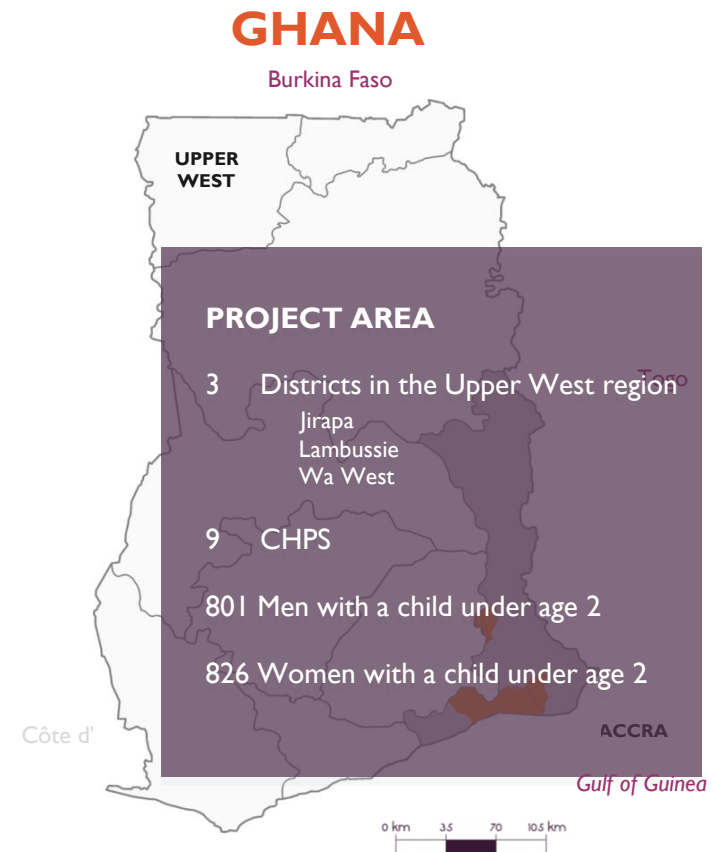 GHANA
Burkina Faso
UPPER
WEST
PROJECT AREA
Togo
3 Districts in the Upper West region
Jirapa
Lambussie
Wa West
9 CHPS
801 Men with a child under age 2
826 Women with a child under age 2
Côte d'
ACCRA
Gulf of Guinea
0 km 35 70 105 km